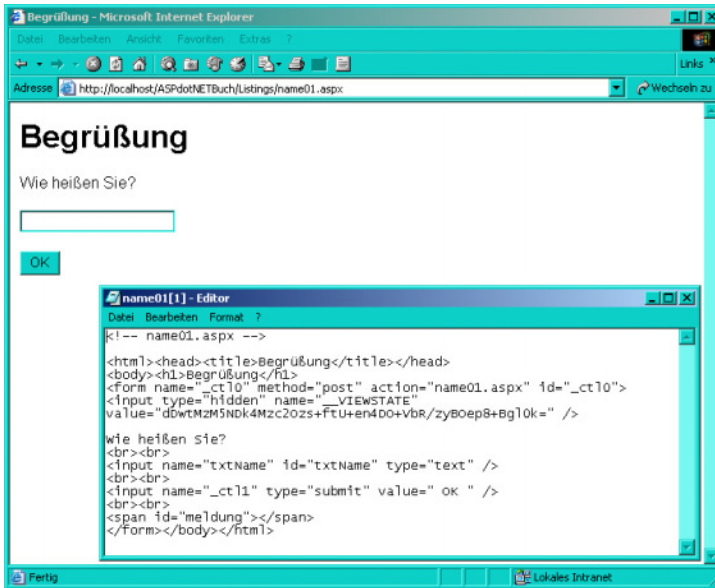 Begrüßung - Microsoft Internet Explorer
Datei Bearbeiten Ansicht Favoriten Extras ?
Links »
Adresse http://localhost/ASPdotNETBuch/Listings/name01.aspx Wechseln zu
Begrüßung
Wie heißen Sie?
OK
name01[1] - Editor
Datei Bearbeiten Format ?
<!-- name01.aspx -->
<html><head><title>Begrüßung</title></head>
<body><h1>Begrüßung</h1>
<form name="_ctl0" method="post" action="name01.aspx" id="_ctl0">
<input type="hidden" name="__VIEWSTATE"
value="dDwtMzM5NDk4Mzc2Ozs+ftU+en4DO+VbR/zyBOep8+Bgl0k=" />
Wie heißen Sie?
<br><br>
<input name="txtName" id="txtName" type="text" />
<br><br>
<input name="_ctl1" type="submit" value=" OK " />
<br><br>
<span id="meldung"></span>
</form></body></html>
Fertig Lokales Intranet